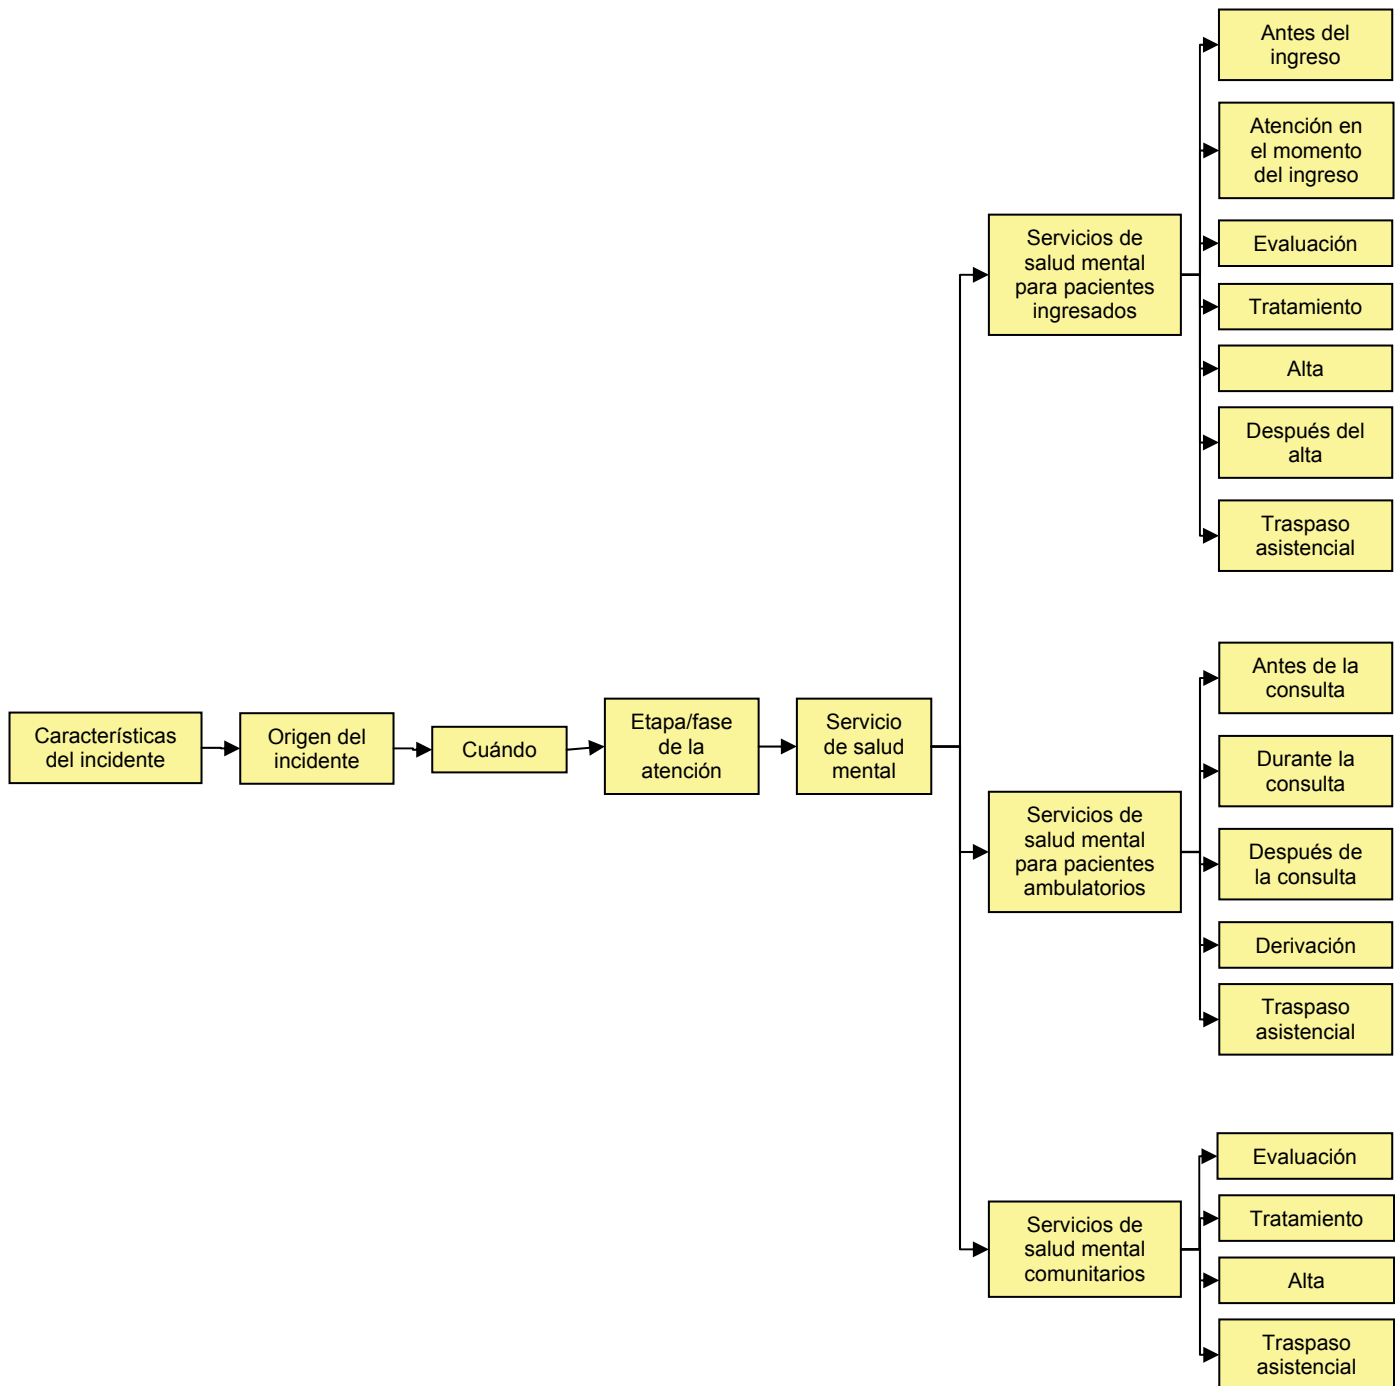 Características
del incidente
Origen del
incidente
Cuándo
Etapa/fase
de la
atención
Servicio
de salud
mental
Servicios de
salud mental
para pacientes
ingresados
Antes del
ingreso
Atención en
el momento
del ingreso
Evaluación
Tratamiento
Alta
Después del
alta
Traspaso
asistencial
Servicios de
salud mental
para pacientes
ambulatorios
Antes de la
consulta
Durante la
consulta
Después de
la consulta
Derivación
Traspaso
asistencial
Servicios de
salud mental
comunitarios
Evaluación
Tratamiento
Alta
Traspaso
asistencial